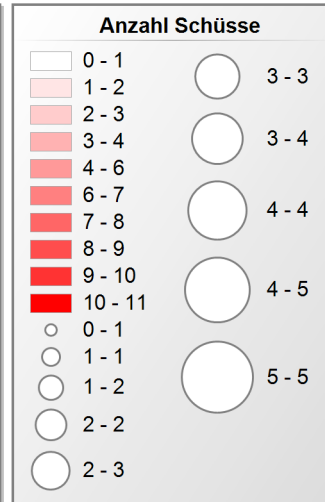 Anzahl Schüsse
0 - 1
1 - 2
2 - 3
3 - 4
4 - 6
6 - 7
7 - 8
8 - 9
9 - 10
10 - 11
0 - 1
1 - 1
1 - 2
2 - 2
2 - 3
3 - 3
3 - 4
4 - 4
4 - 5
5 - 5